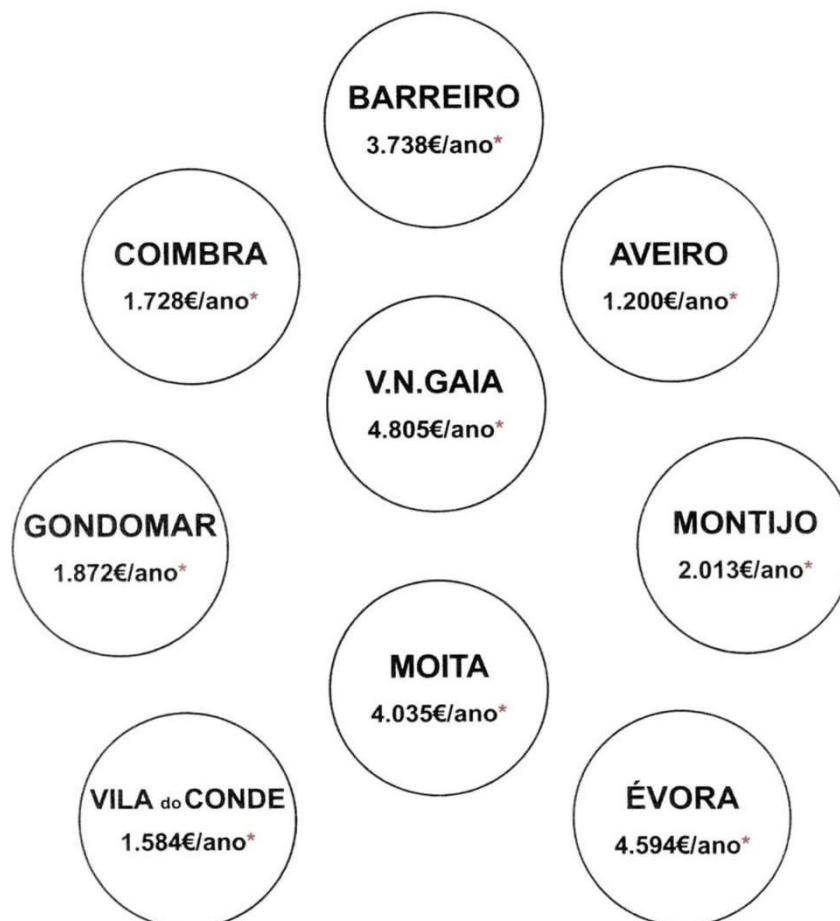 BARREIRO
3.738€/ano*
COIMBRA
1.728€/ano*
AVEIRO
1.200€/ano*
V.N.GAIA
4.805€/ano*
GONDOMAR
1.872€/ano*
MONTIJO
2.013€/ano*
MOITA
4.035€/ano*
VILA do CONDE
1.584€/ano*
ÉVORA
4.594€/ano*